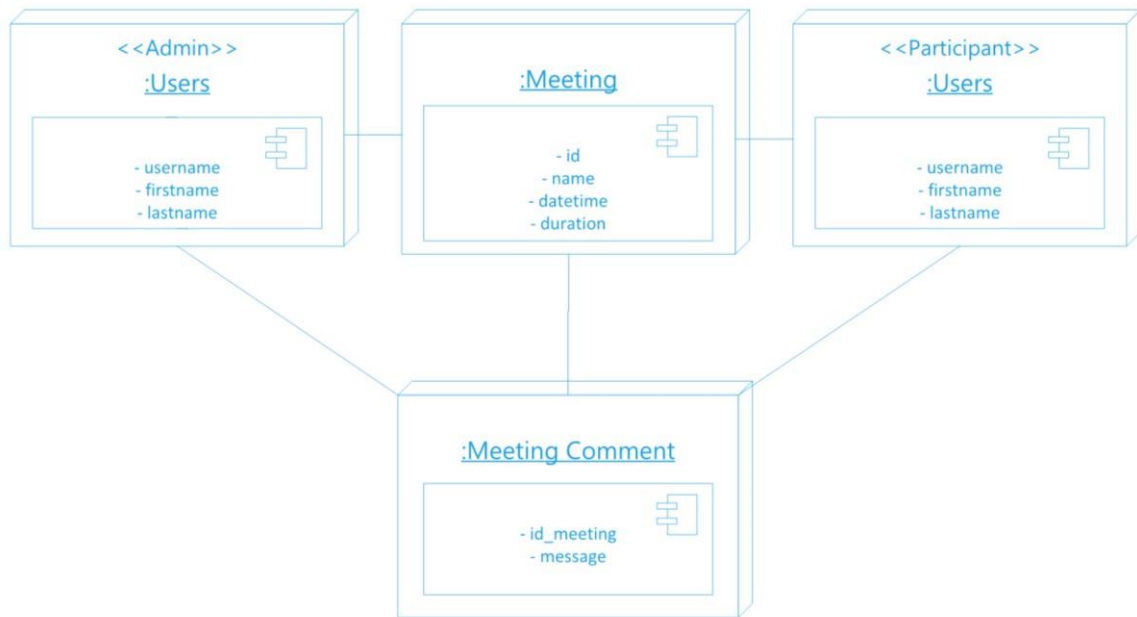 <<Admin>>
:Users
- username
- firstname
- lastname
:Meeting
- id
- name
- datetime
- duration
<<Participant>>
:Users
- username
- firstname
- lastname
:Meeting Comment
- id_meeting
- message